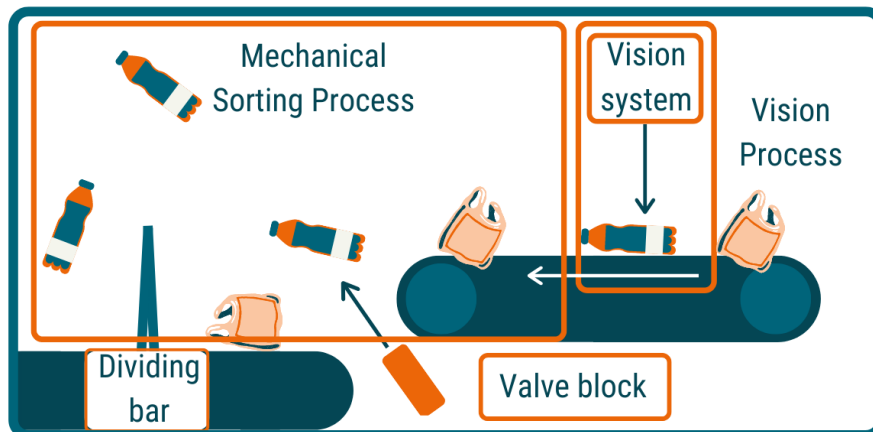 Mechanical
Sorting Process
Vision
system
Vision
Process
Dividing
bar
Valve block